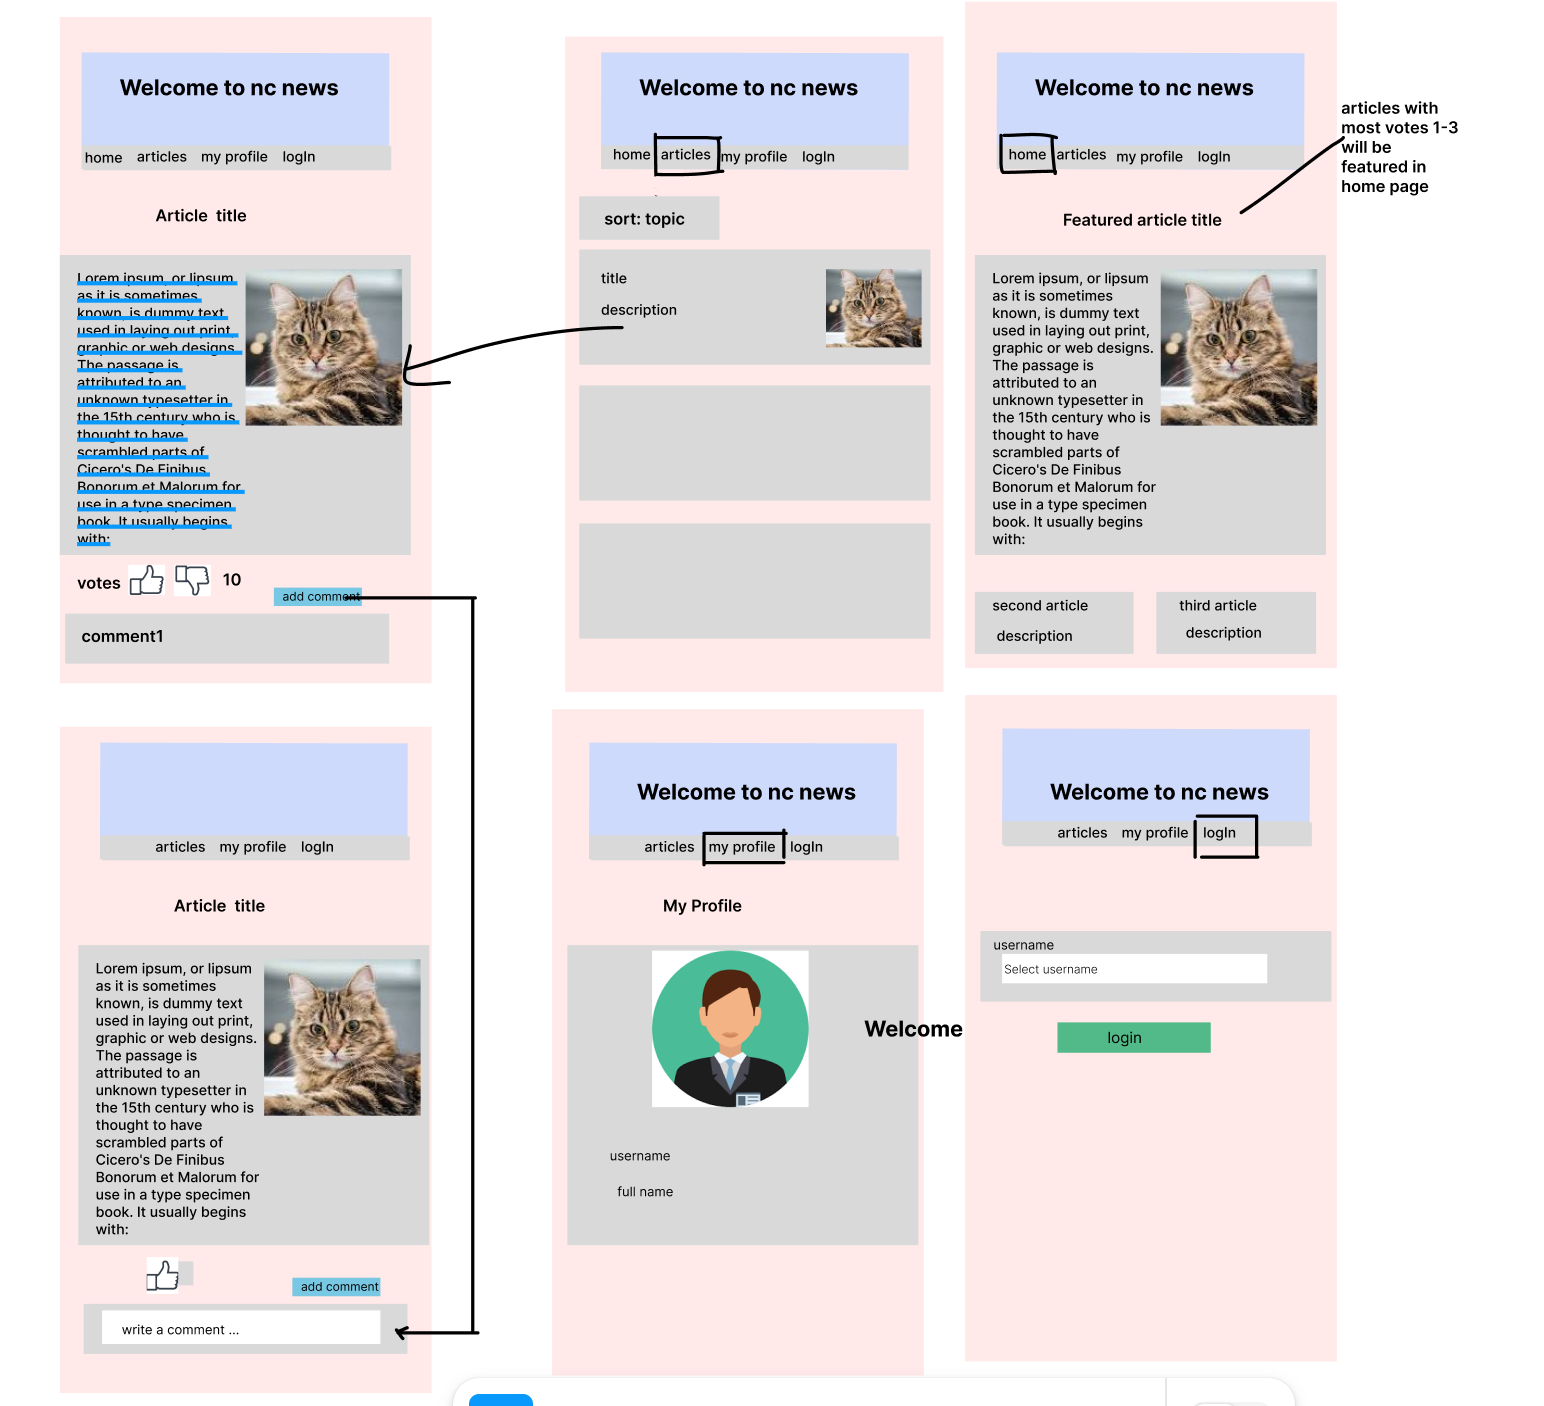 Welcome to nc news
home articles my profile logIn
Article title
Lorem ipsum, or lipsum
as it is sometimes
known, is dummy text
used in laying out print,
graphic or web designs.
The passage is
attributed to an
unknown typesetter in
the 15th century who is
thought to have
scrambled parts of
Cicero's De Finibus
Bonorum et Malorum for
use in a type specimen
book. It usually begins
with:
votes 10
add comment
comment1
Welcome to nc news
home articles my profile logIn
sort: topic
title
description
Welcome to nc news
home articles my profile logIn
articles with
most votes 1-3
will be
featured in
home page
Featured article title
Lorem ipsum, or lipsum
as it is sometimes
known, is dummy text
used in laying out print,
graphic or web designs.
The passage is
attributed to an
unknown typesetter in
the 15th century who is
thought to have
scrambled parts of
Cicero's De Finibus
Bonorum et Malorum for
use in a type specimen
book. It usually begins
with:
second article
description
third article
description
articles my profile logIn
Article title
Lorem ipsum, or lipsum
as it is sometimes
known, is dummy text
used in laying out print,
graphic or web designs.
The passage is
attributed to an
unknown typesetter in
the 15th century who is
thought to have
scrambled parts of
Cicero's De Finibus
Bonorum et Malorum for
use in a type specimen
book. It usually begins
with:
add comment
write a comment ...
Welcome to nc news
articles my profile logIn
My Profile
Welcome
username
full name
Welcome to nc news
articles my profile logIn
username
Select username
login